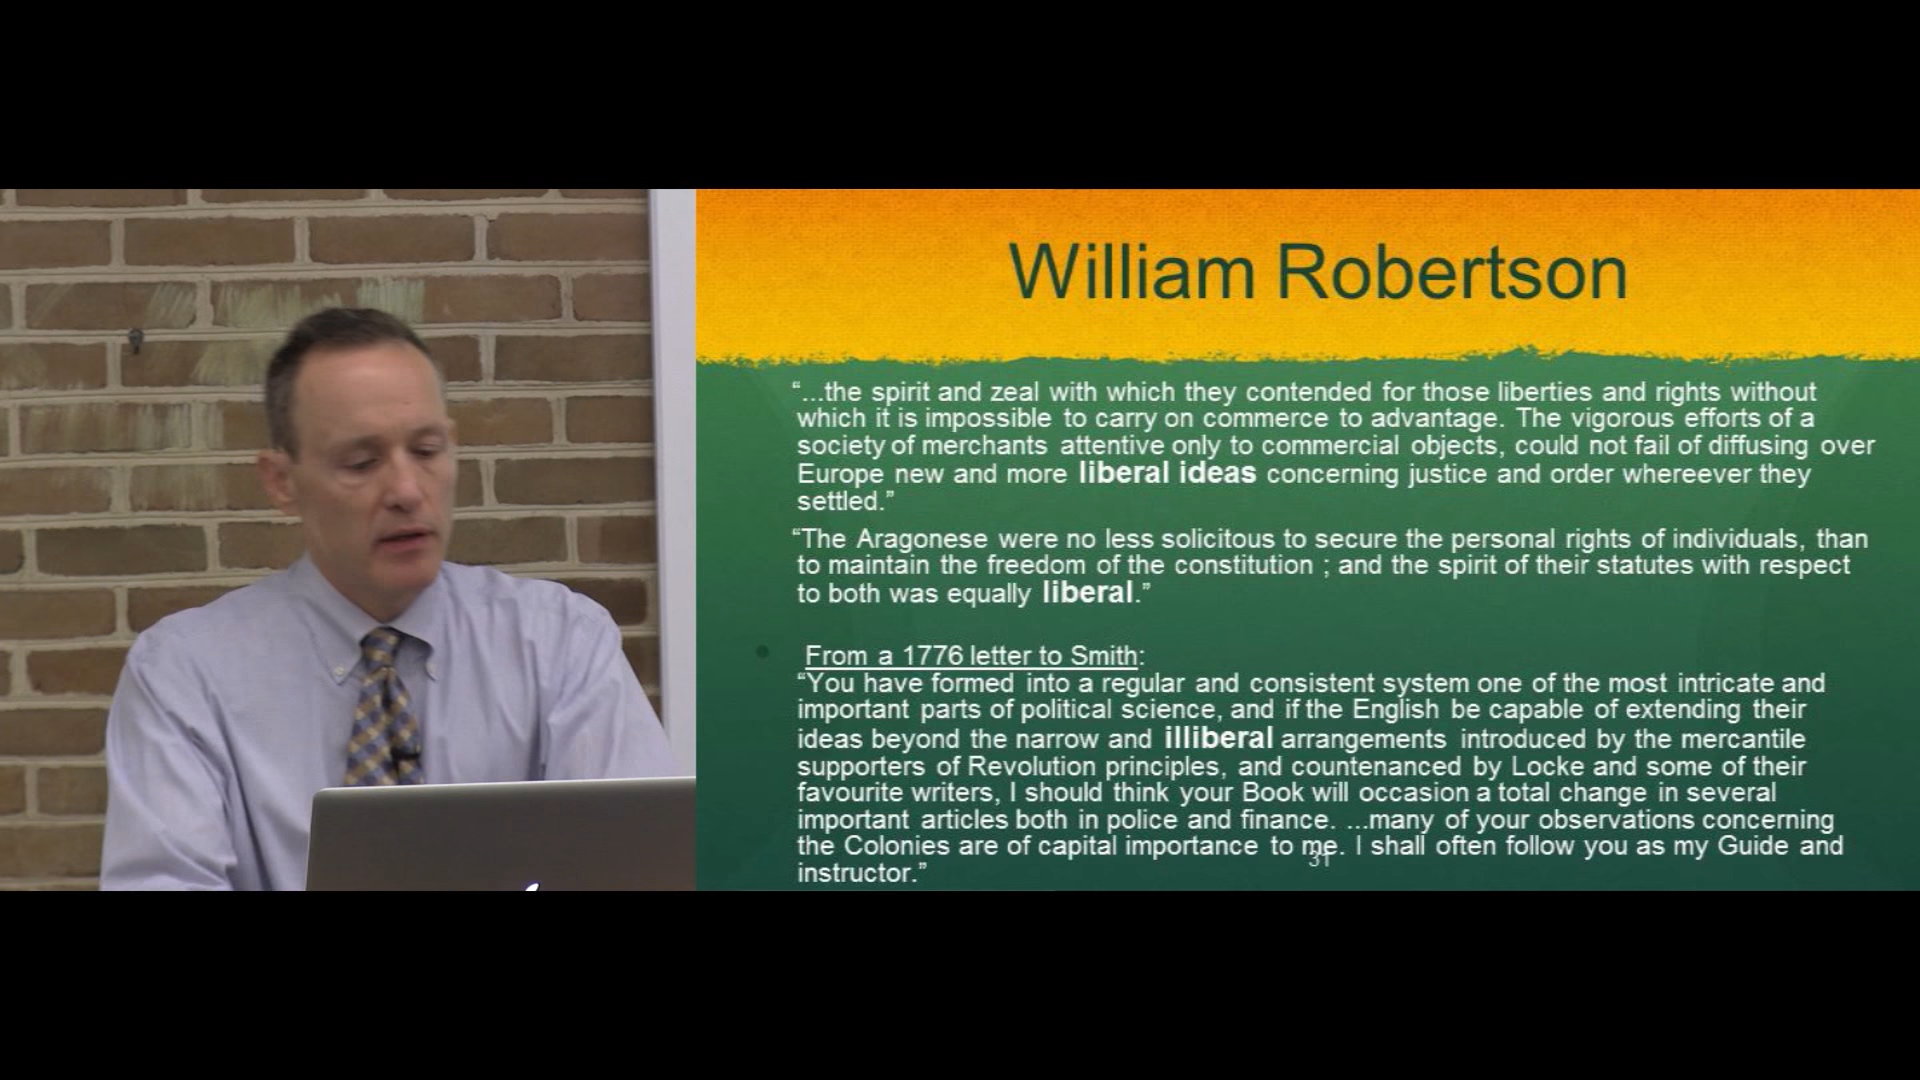 William Robertson
“...the spirit and zeal with which they contended for those liberties and rights without
which it is impossible to carry on commerce to advantage. The vigorous efforts of a
society of merchants attentive only to commercial objects, could not fail of diffusing over
Europe new and more liberal ideas concerning justice and order whereever they
settled.”
“The Aragonese were no less solicitous to secure the personal rights of individuals, than
to maintain the freedom of the constitution ; and the spirit of their statutes with respect
to both was equally liberal.”
From a 1776 letter to Smith:
“You have formed into a regular and consistent system one of the most intricate and
important parts of political science, and if the English be capable of extending their
ideas beyond the narrow and illiberal arrangements introduced by the mercantile
supporters of Revolution principles, and countenanced by Locke and some of their
favourite writers, I should think your Book will occasion a total change in several
important articles both in police and finance. ...many of your observations concerning
the Colonies are of capital importance to me. I shall often follow you as my Guide and
instructor.”
31